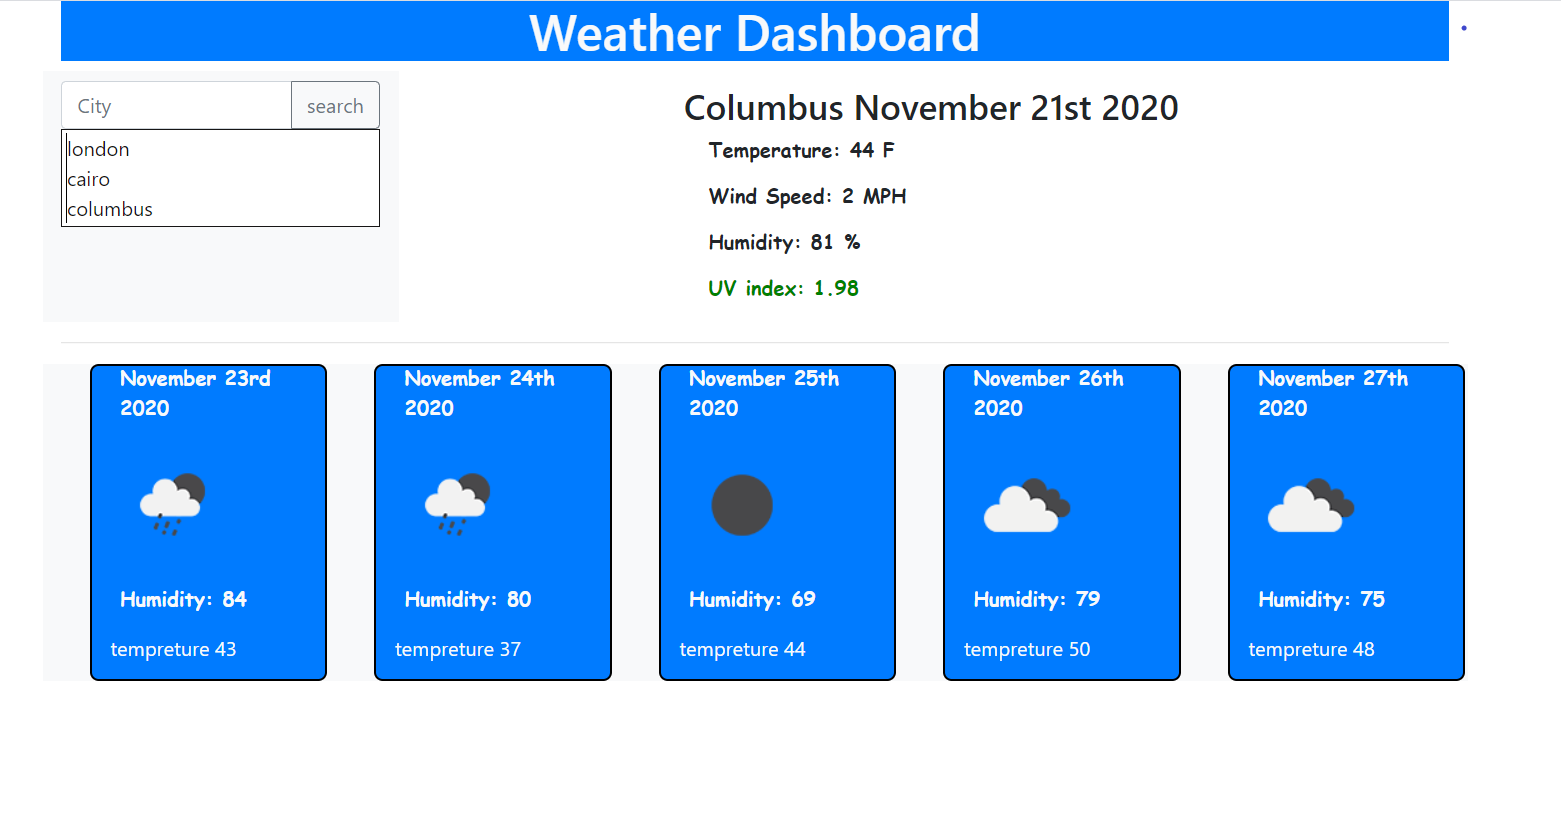 Weather Dashboard
City
search
london
cairo
columbus
Columbus November 21st 2020
Temperature: 44 F
Wind Speed: 2 MPH
Humidity: 81 %
UV index: 1.98
November 23rd
2020
Humidity: 84
tempreture 43
November 24th
2020
Humidity: 80
tempreture 37
November 25th
2020
Humidity: 69
tempreture 44
November 26th
2020
Humidity: 79
tempreture 50
November 27th
2020
Humidity: 75
tempreture 48